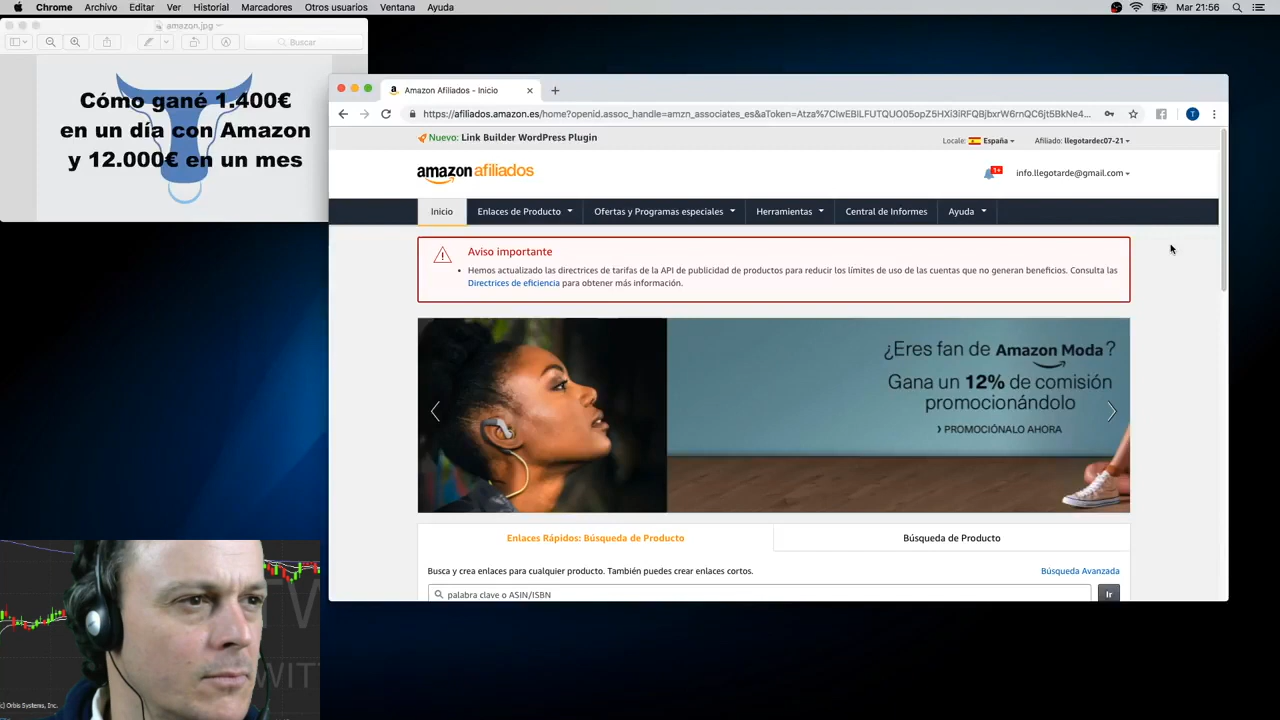 Chrome Archivo Editar Ver Historial Marcadores Otros usuarios Ventana Ayuda
Mar 21:56
amazon.jpg
Buscar
Cómo gané 1.400€
en un día con Amazon
y 12.000€ en un mes
Amazon Afiliados - Inicio
https://afiliados.amazon.es/home?openid.assoc_handle=amzn_associates_es&aToken=Atza%7CIwEBILFUTQUO05opZ5HXi3iRFQBjbxrW6rnQC6jt5BkNe4...
Nuevo: Link Builder WordPress Plugin
Locale: España
Afiliado: llegotardec07-21
amazon afiliados
1+
info.llegotarde@gmail.com
Inicio Enlaces de Producto Ofertas y Programas especiales Herramientas Central de Informes Ayuda
Aviso importante
Hemos actualizado las directrices de tarifas de la API de publicidad de productos para reducir los límites de uso de las cuentas que no generan beneficios. Consulta las
Directrices de eficiencia para obtener más información.
¿Eres fan de Amazon Moda?
Gana un 12% de comisión
promocionándolo
PROMOCIÓNALO AHORA
Enlaces Rápidos: Búsqueda de Producto
Búsqueda de Producto
Busca y crea enlaces para cualquier producto. También puedes crear enlaces cortos.
Búsqueda Avanzada
palabra clave o ASIN/ISBN
Ir
(c) Orbis Systems, Inc.